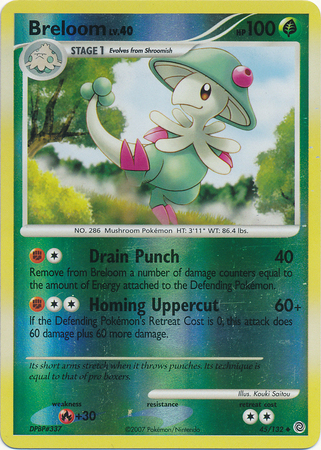 Breloom LV.40 HP 100
STAGE 1 Evolves from Shroomish
NO. 286 Mushroom Pokémon HT: 3'11" WT: 86.4 lbs.
Drain Punch 40
Remove from Breloom a number of damage counters equal to
the amount of Energy attached to the Defending Pokémon.
Homing Uppercut 60+
If the Defending Pokémon's Retreat Cost is 0, this attack does
60 damage plus 60 more damage.
Its short arms stretch when it throws punches. Its technique is
equal to that of pro boxers.
Illus. Kouki Saitou
weakness resistance retreat cost
+30
DPBP#337 ©2007 Pokémon/Nintendo 45/132